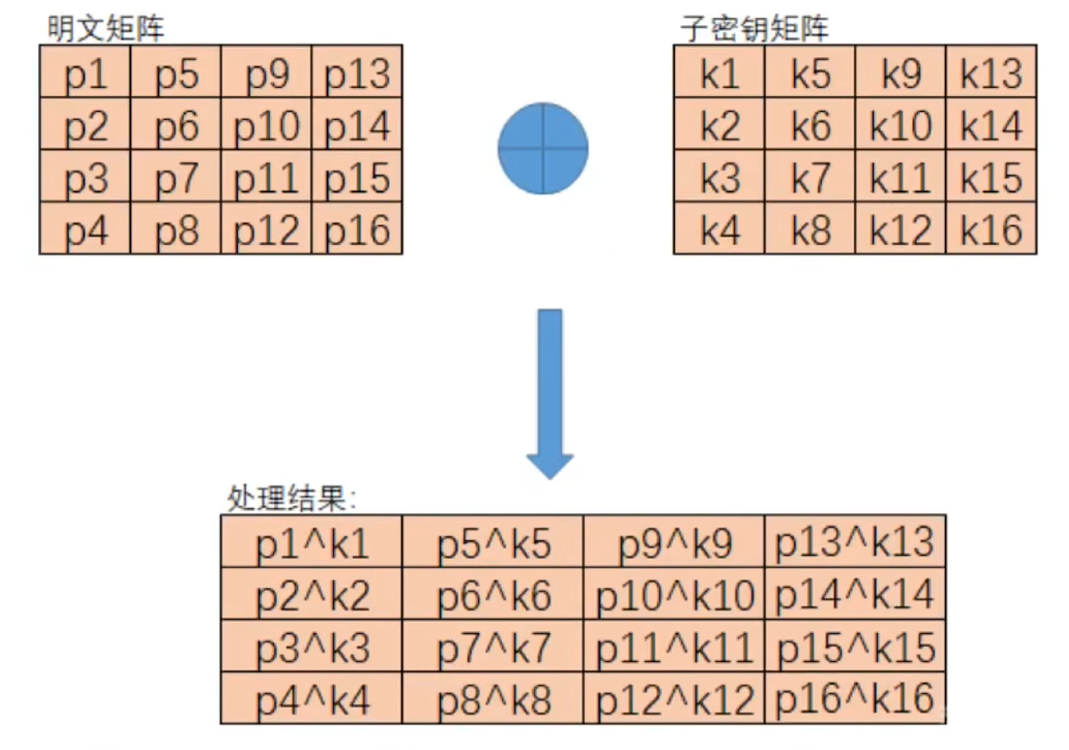 明文矩阵 子密钥矩阵
p1 p5 p9 p13 k1 k5 k9 k13
p2 p6 p10 p14 k2 k6 k10 k14
p3 p7 p11 p15 k3 k7 k11 k15
p4 p8 p12 p16 k4 k8 k12 k16
处理结果:
p1^k1 p5^k5 p9^k9 p13^k13
p2^k2 p6^k6 p10^k10 p14^k14
p3^k3 p7^k7 p11^k11 p15^k15
p4^k4 p8^k8 p12^k12 p16^k16